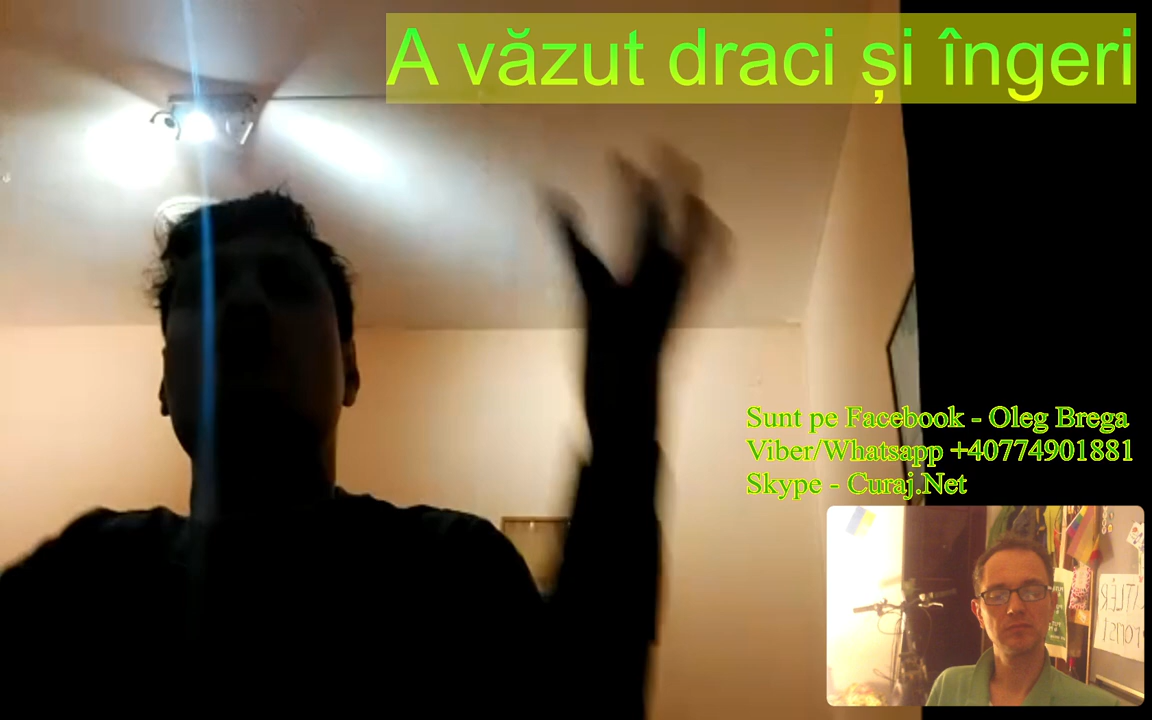 A văzut draci și îngeri
Sunt pe Facebook - Oleg Brega
Viber/Whatsapp +40774901881
Skype - Curaj.Net